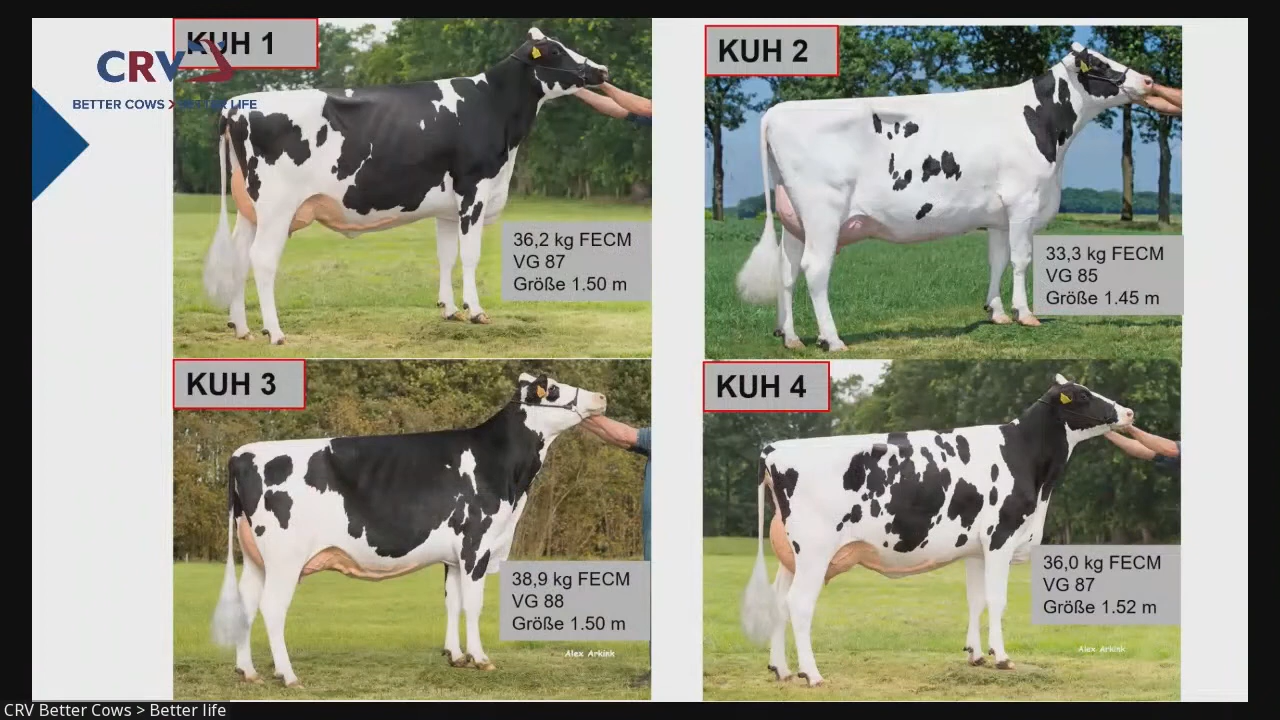 KUH 1
CRV
BETTER COWS > BETTER LIFE
36,2 kg FECM
VG 87
Größe 1.50 m
KUH 2
33,3 kg FECM
VG 85
Größe 1.45 m
KUH 3
38,9 kg FECM
VG 88
Größe 1.50 m
Alex Arkink
KUH 4
36,0 kg FECM
VG 87
Größe 1.52 m
Alex Arkink
CRV Better Cows > Better life